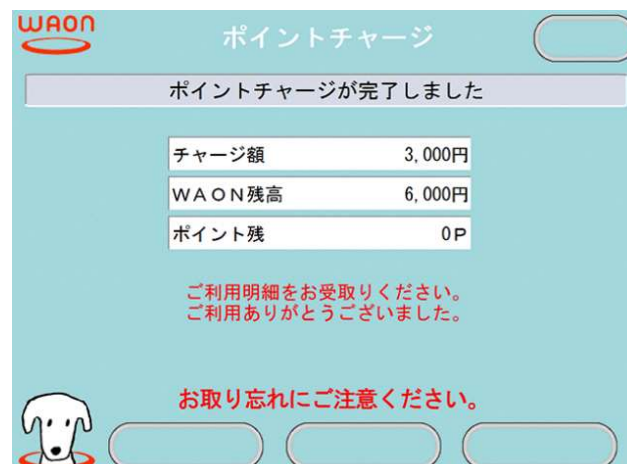 WAON
ポイントチャージ
ポイントチャージが完了しました
チャージ額 3,000円
WAON残高 6,000円
ポイント残 0P
ご利用明細をお受取りください。
ご利用ありがとうございました。
お取り忘れにご注意ください。